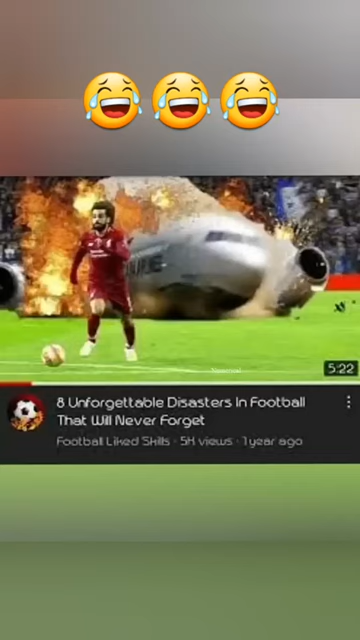 5:22
8 Unforgettable Disasters In Football
That Will Never Forget
Football Liked Skills · 5K views · 1 year ago